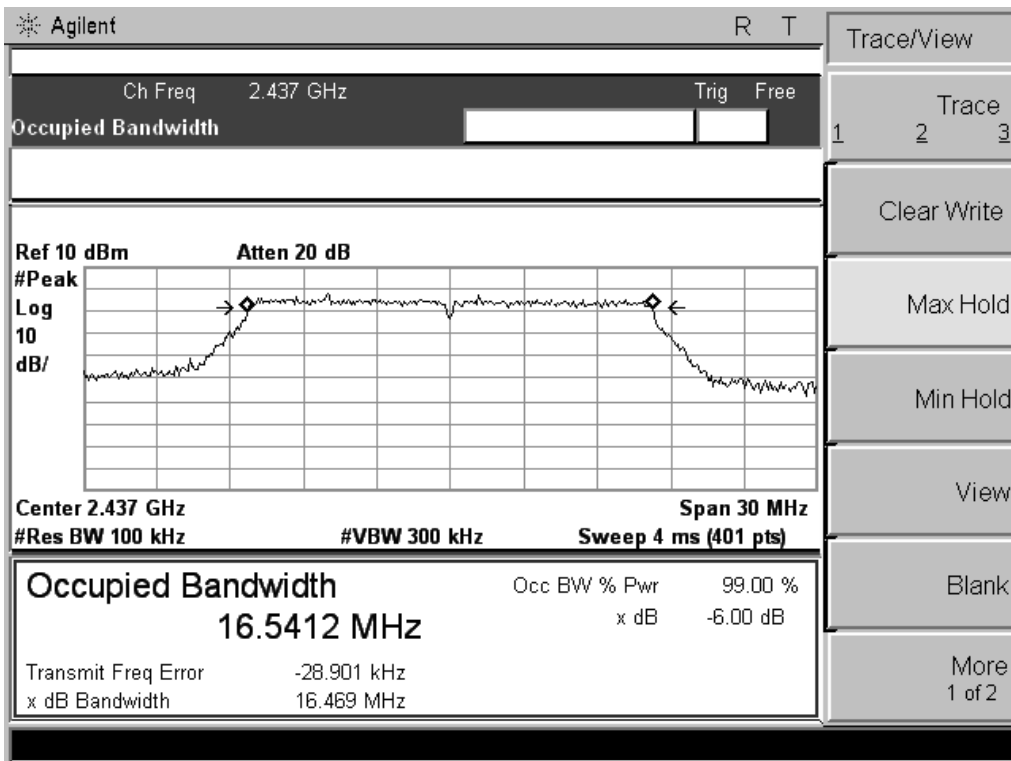 Agilent R T
Trace/View
Ch Freq 2.437 GHz Trig Free
Occupied Bandwidth
Trace
1 2 3
Clear Write
Max Hold
Min Hold
View
Blank
More
1 of 2
Ref 10 dBm Atten 20 dB
#Peak
Log
10
dB/
Center 2.437 GHz Span 30 MHz
#Res BW 100 kHz #VBW 300 kHz Sweep 4 ms (401 pts)
Occupied Bandwidth
16.5412 MHz
Occ BW % Pwr 99.00 %
x dB -6.00 dB
Transmit Freq Error -28.901 kHz
x dB Bandwidth 16.469 MHz